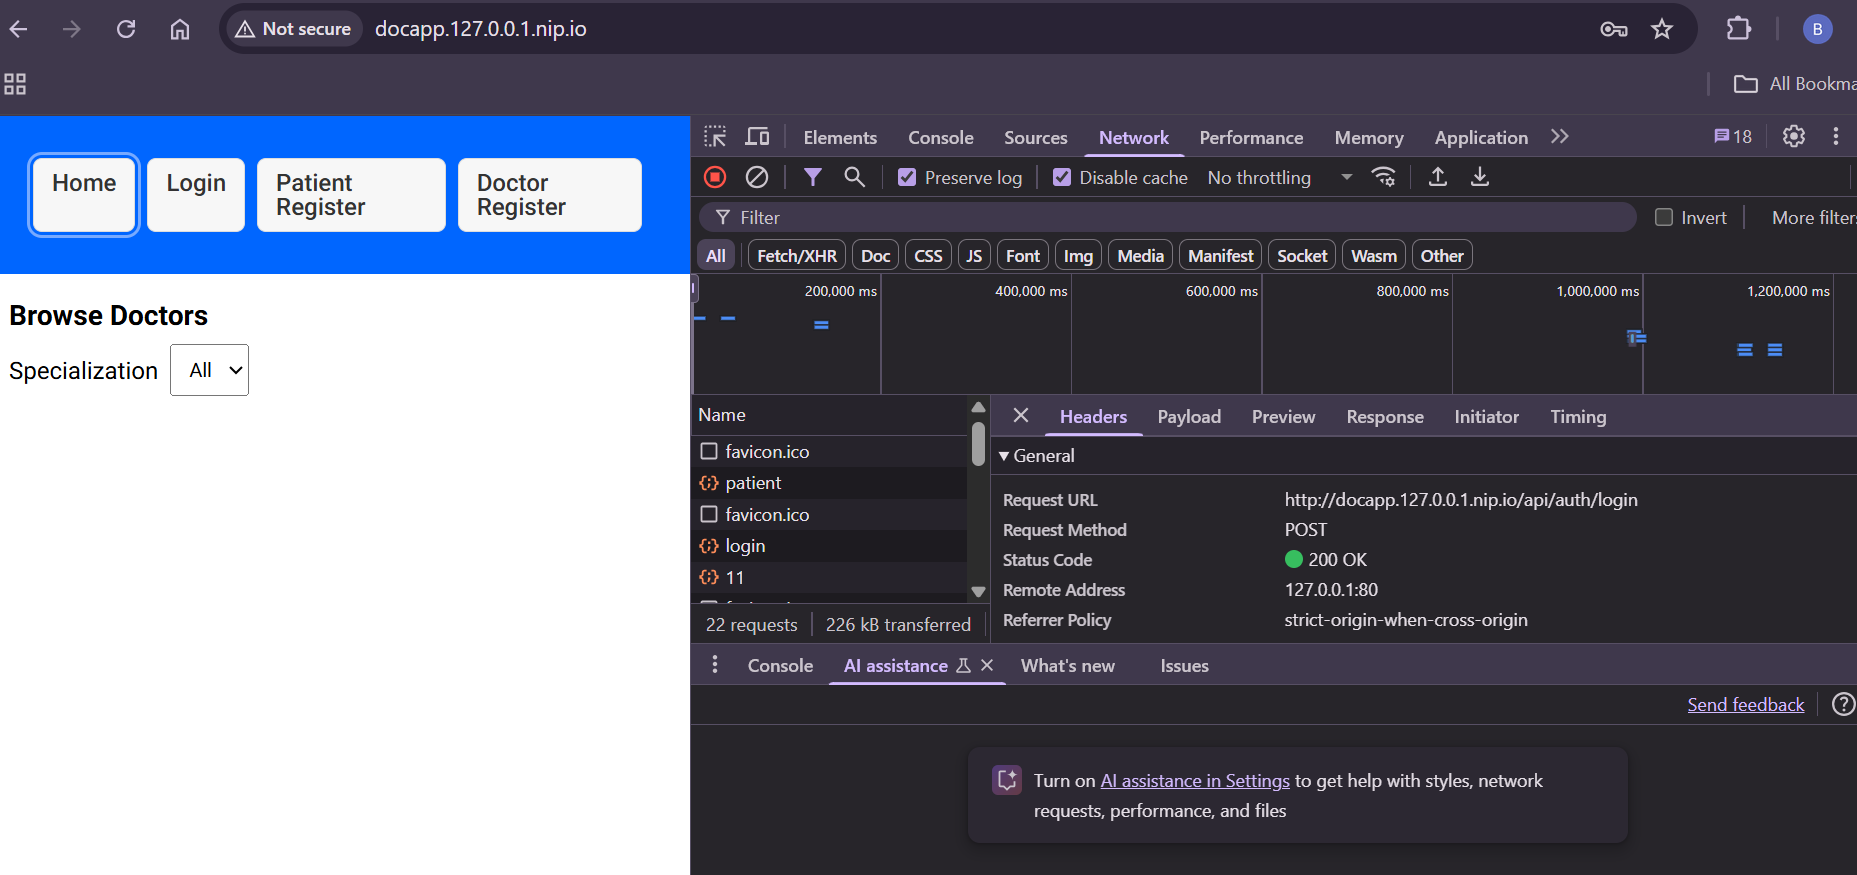 Not secure
docapp.127.0.0.1.nip.io
B
All Bookma
Home
Login
Patient Register
Doctor Register
Browse Doctors
Specialization
All
Elements
Console
Sources
Network
Performance
Memory
Application
18
Preserve log
Disable cache
No throttling
Filter
Invert
More filter
All
Fetch/XHR
Doc
CSS
JS
Font
Img
Media
Manifest
Socket
Wasm
Other
200,000 ms
400,000 ms
600,000 ms
800,000 ms
1,000,000 ms
1,200,000 ms
Name
favicon.ico
patient
favicon.ico
login
11
22 requests
226 kB transferred
Headers
Payload
Preview
Response
Initiator
Timing
General
Request URL
http://docapp.127.0.0.1.nip.io/api/auth/login
Request Method
POST
Status Code
200 OK
Remote Address
127.0.0.1:80
Referrer Policy
strict-origin-when-cross-origin
Console
AI assistance
What's new
Issues
Send feedback
Turn on AI assistance in Settings to get help with styles, network
requests, performance, and files